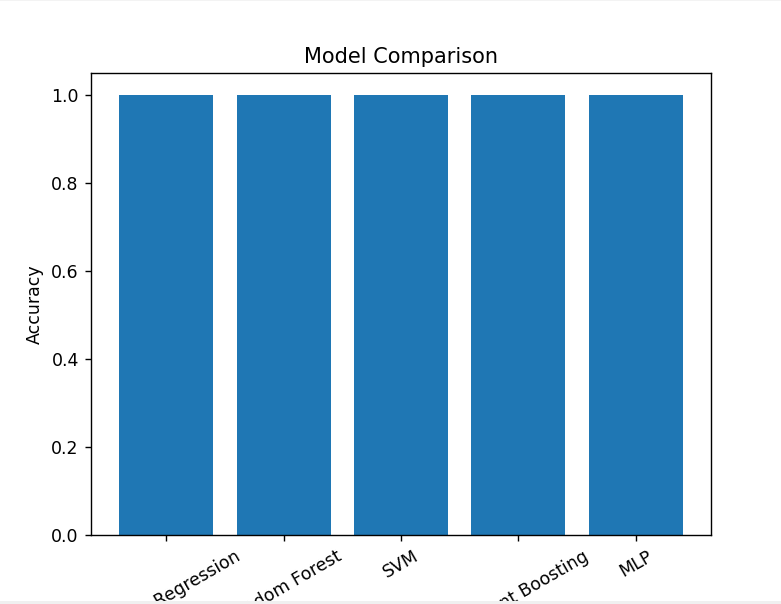 Model Comparison
Accuracy
1.0
0.8
0.6
0.4
0.2
0.0
Regression
dom Forest
SVM
nt Boosting
MLP